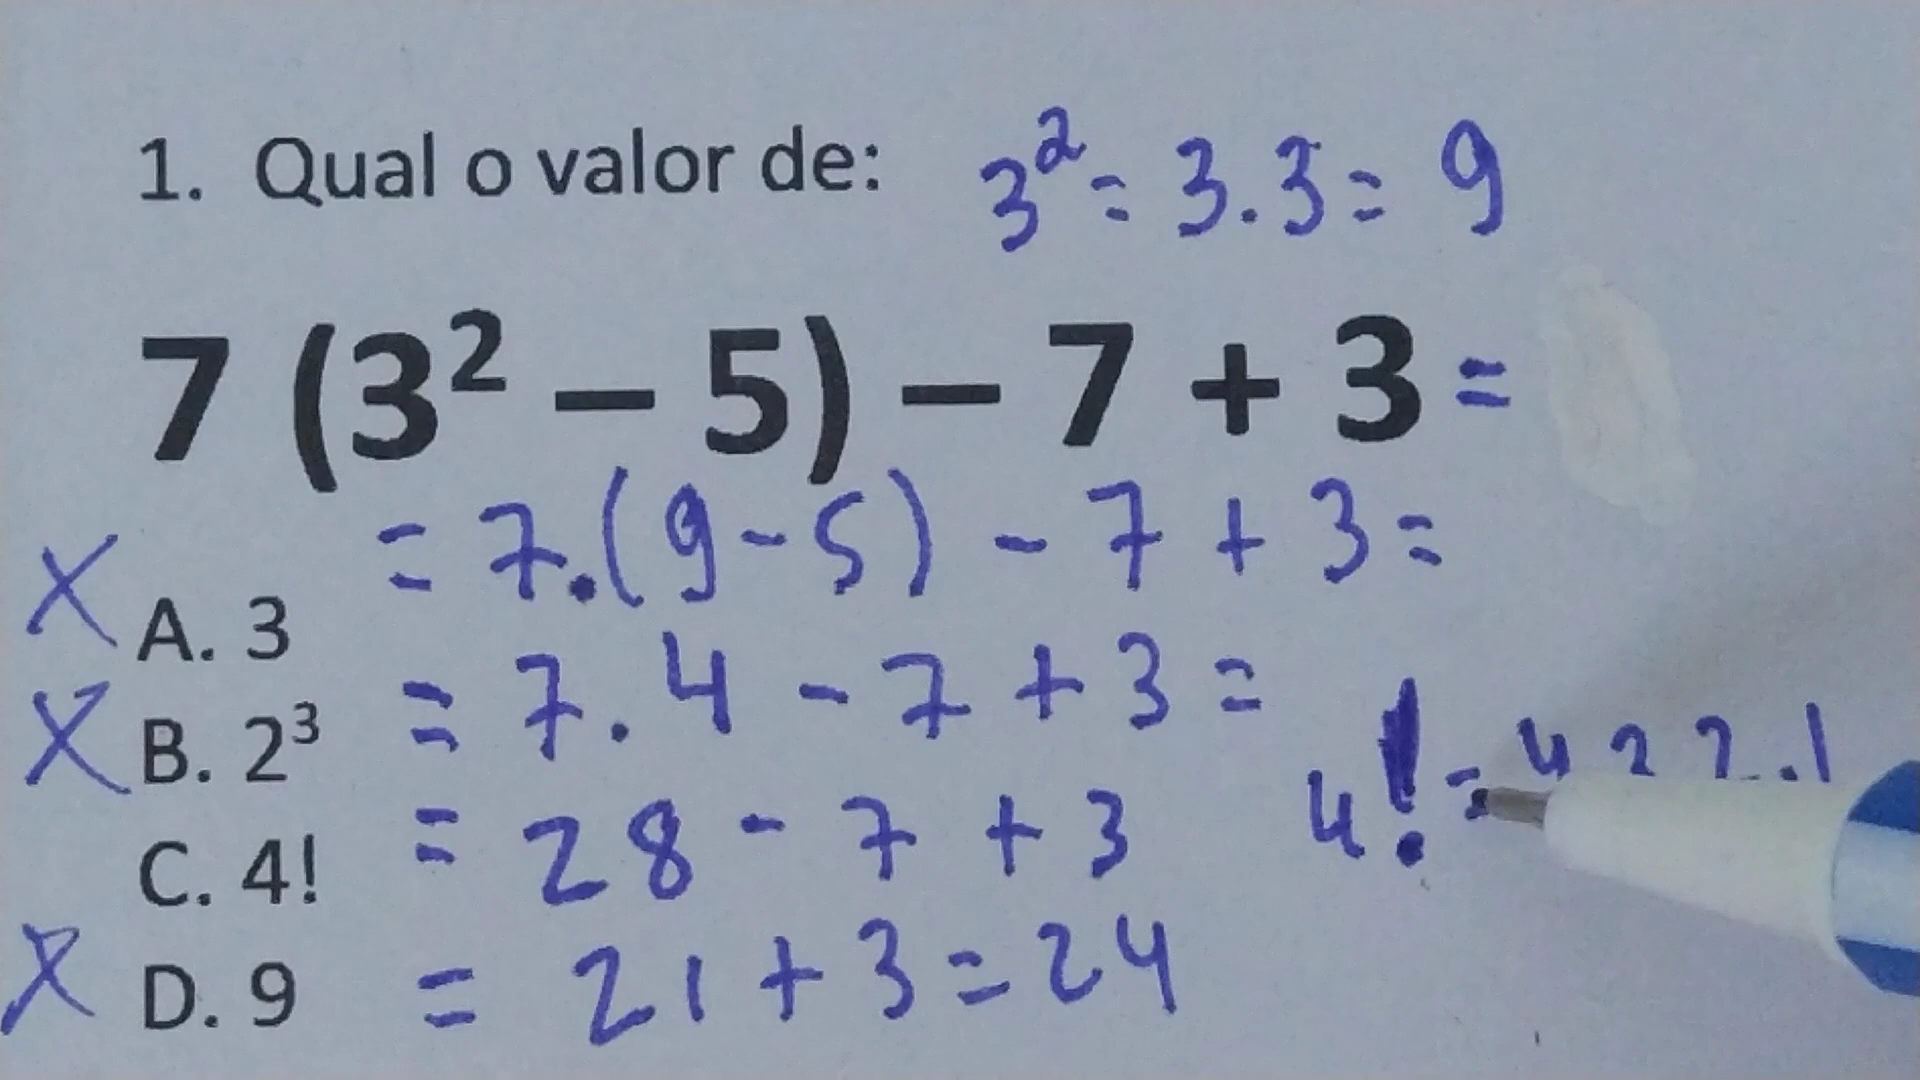 1. Qual o valor de: 3² = 3.3 = 9
7 (3² – 5) – 7 + 3 =
= 7.(9-5) - 7 + 3 =
A. 3
= 7.4 - 7 + 3 =
B. 2³
4! =
= 28 - 7 + 3
C. 4!
= 21 + 3 = 24
D. 9